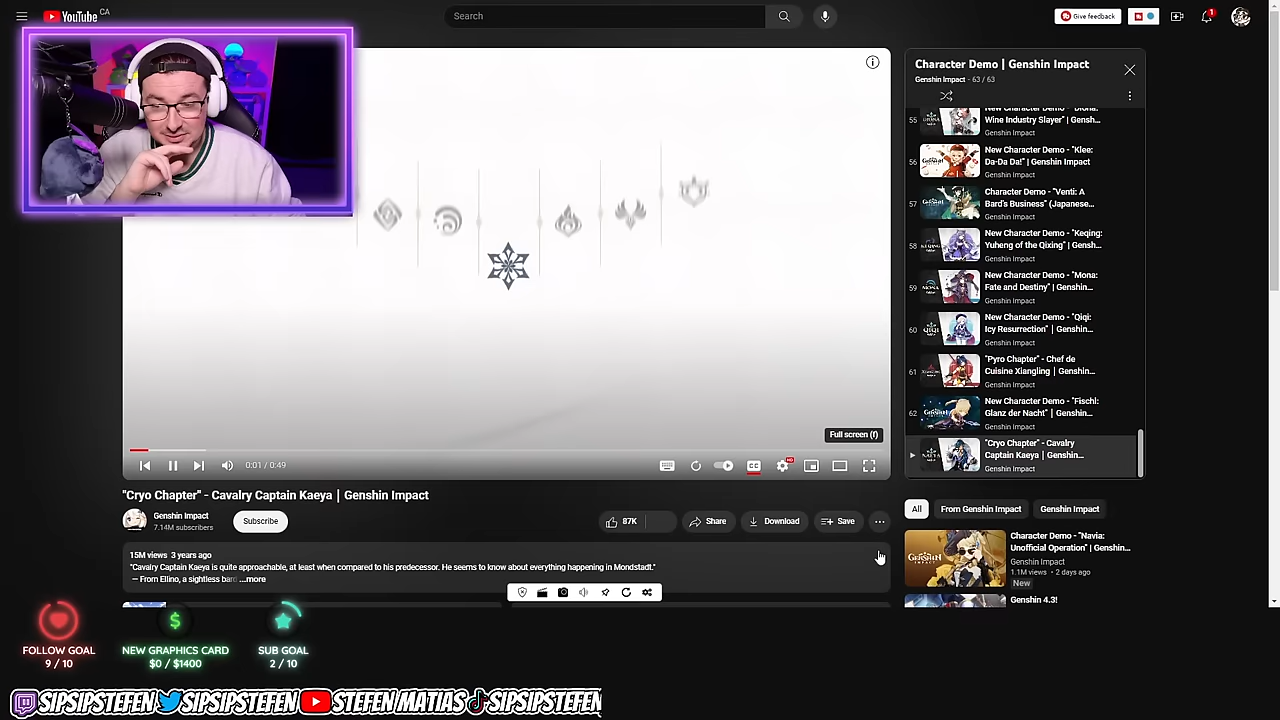 YouTube CA
Search
Give feedback
1
Character Demo | Genshin Impact
Genshin Impact - 63 / 63
55
Wine Industry Slayer" | Gensh...
Genshin Impact
56
New Character Demo - "Klee:
Da-Da Da!" | Genshin Impact
Genshin Impact
57
Character Demo - "Venti: A
Bard's Business" (Japanese...
Genshin Impact
58
New Character Demo - "Keqing:
Yuheng of the Qixing" | Gensh...
Genshin Impact
59
New Character Demo - "Mona:
Fate and Destiny" | Genshin...
Genshin Impact
60
New Character Demo - "Qiqi:
Icy Resurrection" | Genshin...
Genshin Impact
61
"Pyro Chapter" - Chef de
Cuisine Xiangling | Genshin...
Genshin Impact
62
New Character Demo - "Fischl:
Glanz der Nacht" | Genshin...
Genshin Impact
"Cryo Chapter" - Cavalry
Captain Kaeya | Genshin...
Genshin Impact
Full screen (f)
0:01 / 0:49
CC
HD
"Cryo Chapter" - Cavalry Captain Kaeya | Genshin Impact
Genshin Impact
7.14M subscribers
Subscribe
87K
Share
Download
Save
All
From Genshin Impact
Genshin Impact
15M views 3 years ago
"Cavalry Captain Kaeya is quite approachable, at least when compared to his predecessor. He seems to know about everything happening in Mondstadt."
— From Ellino, a sightless bard ...more
Character Demo - "Navia:
Unofficial Operation" | Genshin...
Genshin Impact
1.1M views • 2 days ago
New
Genshin 4.3!
FOLLOW GOAL
9 / 10
NEW GRAPHICS CARD
$0 / $1400
SUB GOAL
2 / 10
SIPSIPSTEFEN SIPSIPSTEFEN STEFEN MATIAS SIPSIPSTEFEN